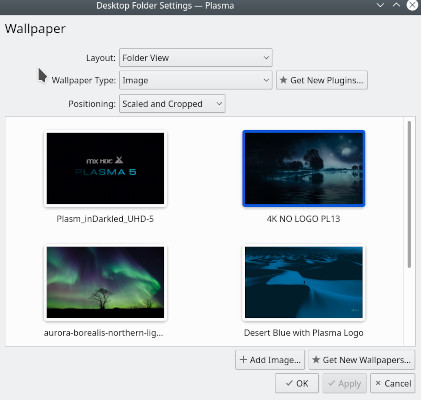 Desktop Folder Settings — Plasma
Wallpaper
Layout: Folder View
Wallpaper Type: Image ★ Get New Plugins...
Positioning: Scaled and Cropped
MX KDE
PLASMA 5
Plasm_inDarkled_UHD-5 4K NO LOGO PL13
aurora-borealis-northern-lig... Desert Blue with Plasma Logo
+ Add Image... ★ Get New Wallpapers...
OK Apply Cancel